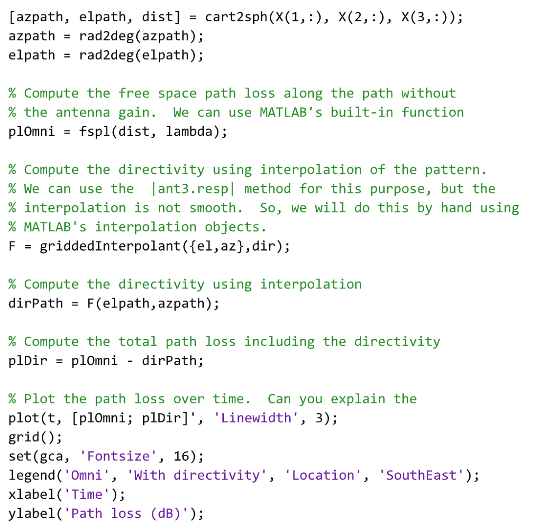 [azpath, elpath, dist] = cart2sph(X(1,:), X(2,:), X(3,:));
azpath = rad2deg(azpath);
elpath = rad2deg(elpath);
% Compute the free space path loss along the path without
% the antenna gain.  We can use MATLAB's built-in function
plOmni = fspl(dist, lambda);
% Compute the directivity using interpolation of the pattern.
% We can use the  |ant3.resp| method for this purpose, but the
% interpolation is not smooth.  So, we will do this by hand using
% MATLAB's interpolation objects.
F = griddedInterpolant({el,az},dir);
% Compute the directivity using interpolation
dirPath = F(elpath,azpath);
% Compute the total path loss including the directivity
plDir = plOmni - dirPath;
% Plot the path loss over time.  Can you explain the
plot(t, [plOmni; plDir]', 'Linewidth', 3);
grid();
set(gca, 'Fontsize', 16);
legend('Omni', 'With directivity', 'Location', 'SouthEast');
xlabel('Time');
ylabel('Path loss (dB)');